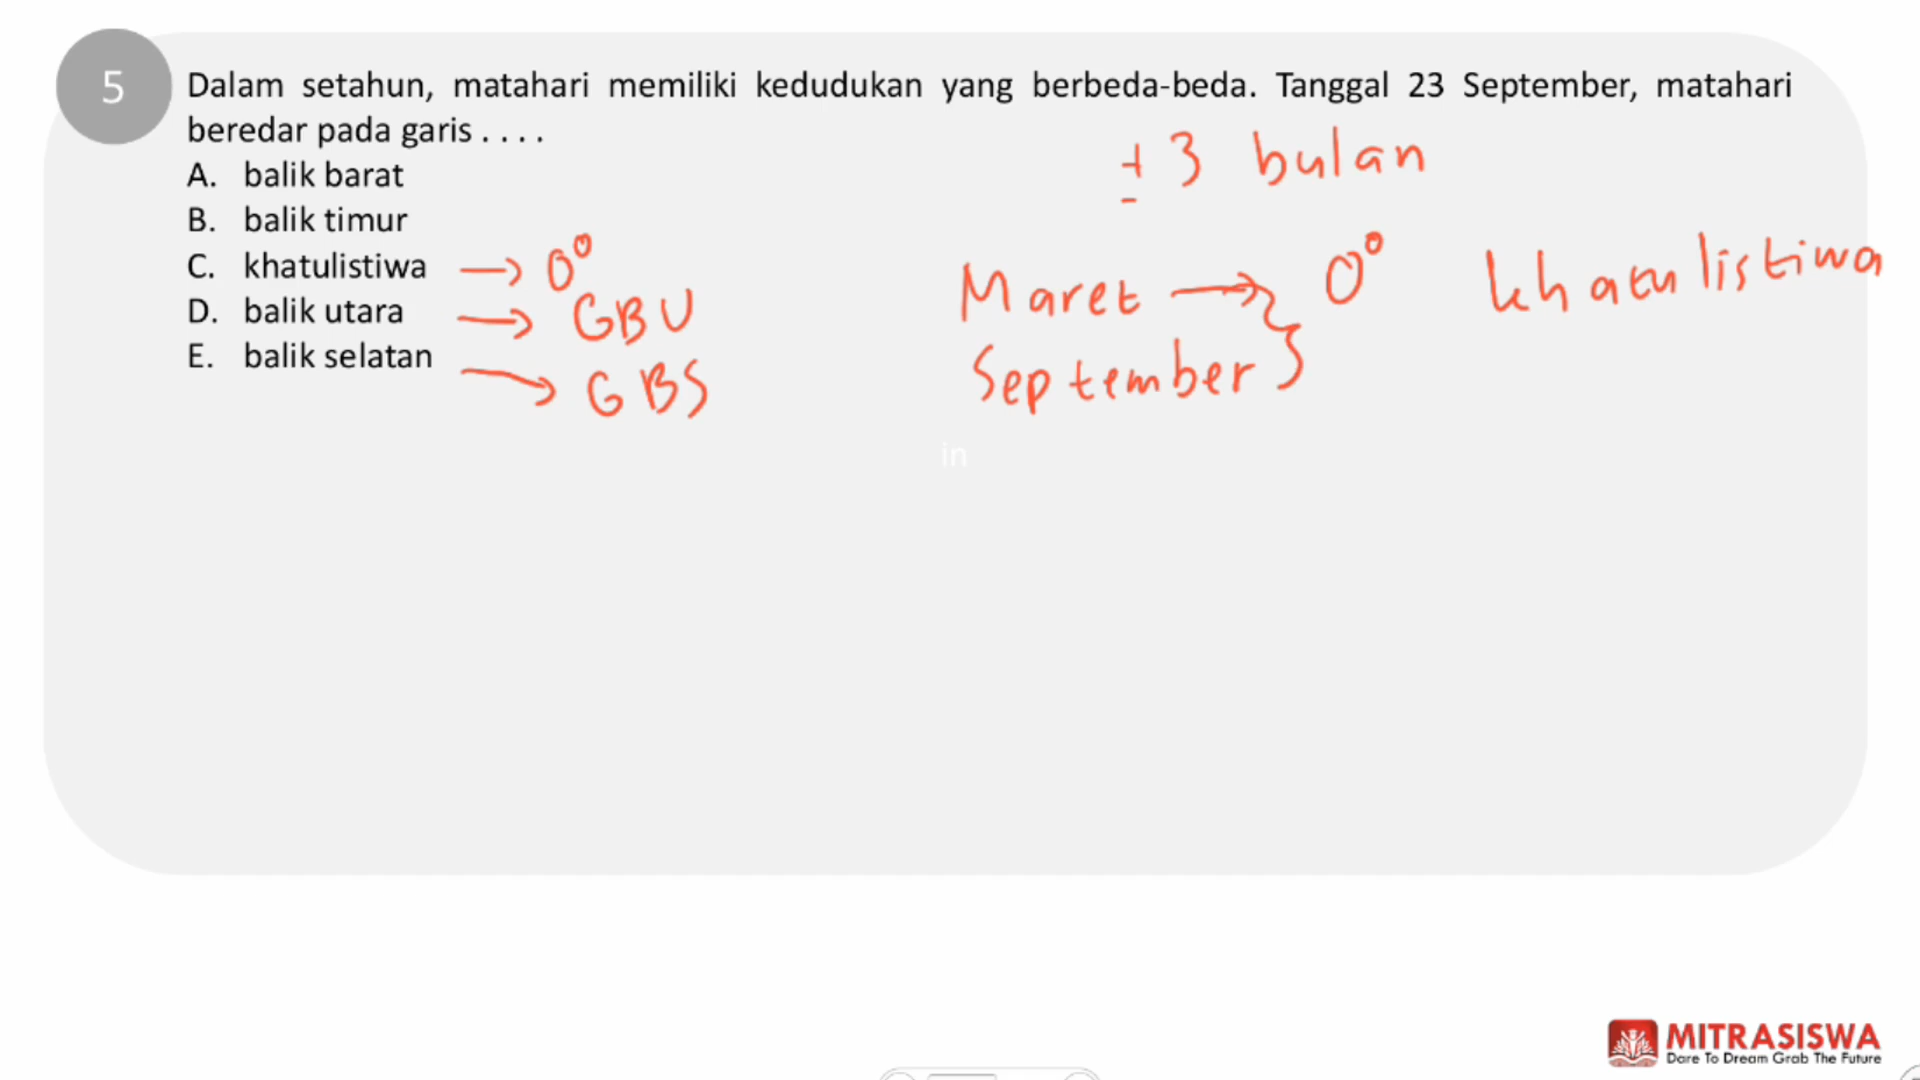 5
Dalam setahun, matahari memiliki kedudukan yang berbeda-beda. Tanggal 23 September, matahari
beredar pada garis . . . .
± 3 bulan
A. balik barat
B. balik timur
C. khatulistiwa → 0°
D. balik utara → GBU
E. balik selatan → GBS
Maret → 0° khatulistiwa
September
in
MITRASISWA
Dare To Dream Grab The Future